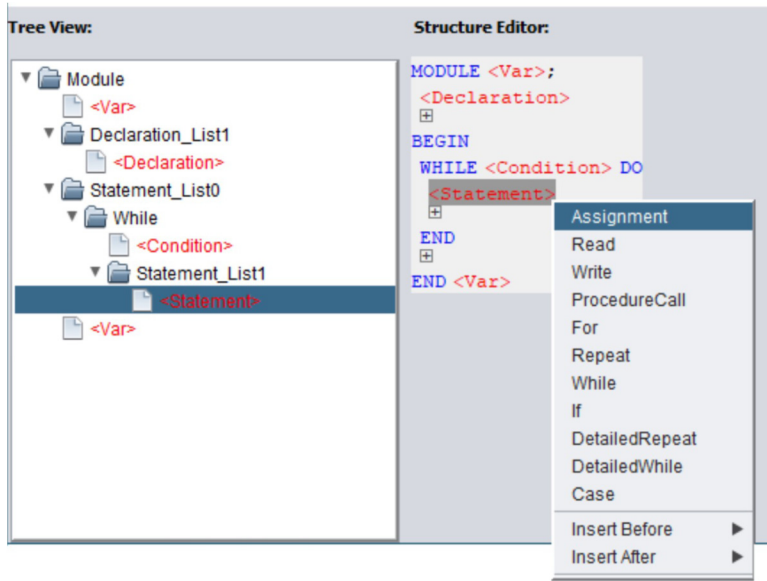 Tree View:
Module
<Var>
Declaration_List1
<Declaration>
Statement_List0
While
<Condition>
Statement_List1
<Statement>
<Var>
Structure Editor:
MODULE <Var>;
<Declaration>
BEGIN
WHILE <Condition> DO
<Statement>
END
END <Var>
Assignment
Read
Write
ProcedureCall
For
Repeat
While
If
DetailedRepeat
DetailedWhile
Case
Insert Before
Insert After